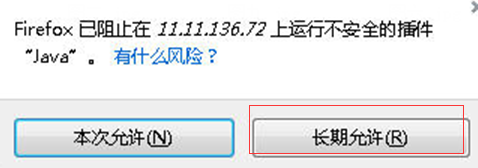 Firefox 已阻止在 11.11.136.72 上运行不安全的插件
“Java”。 有什么风险？
本次允许(N) 长期允许(R)